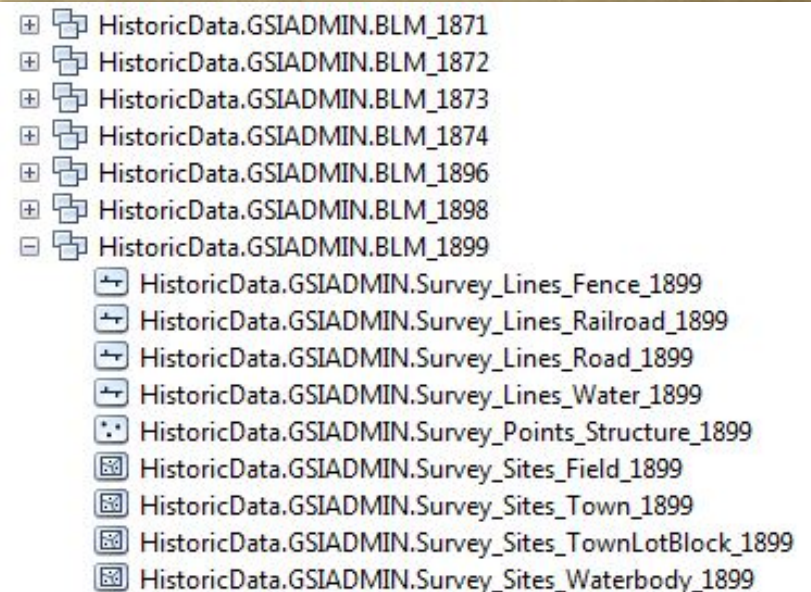 HistoricData.GSIADMIN.BLM_1871
HistoricData.GSIADMIN.BLM_1872
HistoricData.GSIADMIN.BLM_1873
HistoricData.GSIADMIN.BLM_1874
HistoricData.GSIADMIN.BLM_1896
HistoricData.GSIADMIN.BLM_1898
HistoricData.GSIADMIN.BLM_1899
HistoricData.GSIADMIN.Survey_Lines_Fence_1899
HistoricData.GSIADMIN.Survey_Lines_Railroad_1899
HistoricData.GSIADMIN.Survey_Lines_Road_1899
HistoricData.GSIADMIN.Survey_Lines_Water_1899
HistoricData.GSIADMIN.Survey_Points_Structure_1899
HistoricData.GSIADMIN.Survey_Sites_Field_1899
HistoricData.GSIADMIN.Survey_Sites_Town_1899
HistoricData.GSIADMIN.Survey_Sites_TownLotBlock_1899
HistoricData.GSIADMIN.Survey_Sites_Waterbody_1899